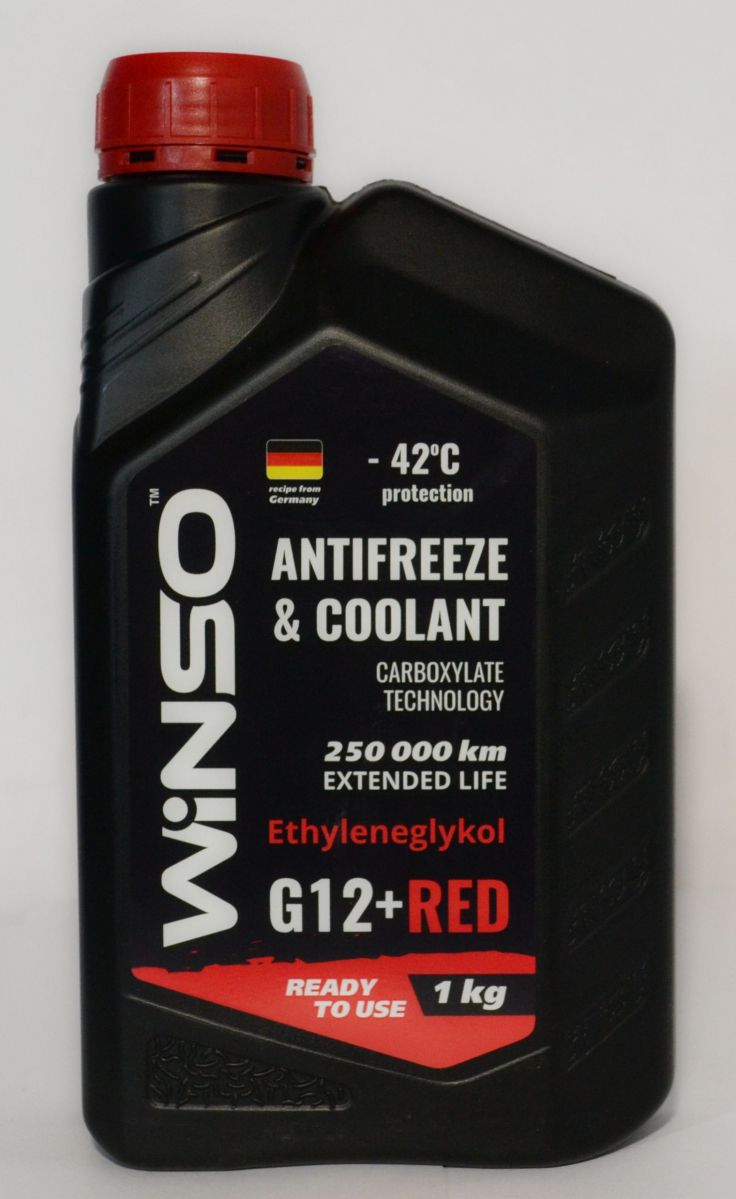 WiNSO
TM
recipe from
Germany
- 42°C
protection
ANTIFREEZE
& COOLANT
CARBOXYLATE
TECHNOLOGY
250 000 km
EXTENDED LIFE
Ethyleneglykol
G12+RED
READY
TO USE
1 kg